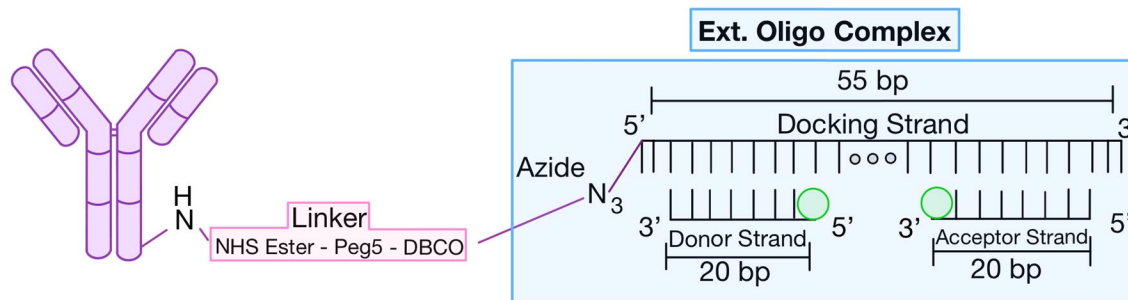 Ext. Oligo Complex
55 bp
5’
Docking Strand
3
Azide
N3
H
N
Linker
NHS Ester - Peg5 - DBCO
3’
5’
3’
5’
Donor Strand
Acceptor Strand
20 bp
20 bp